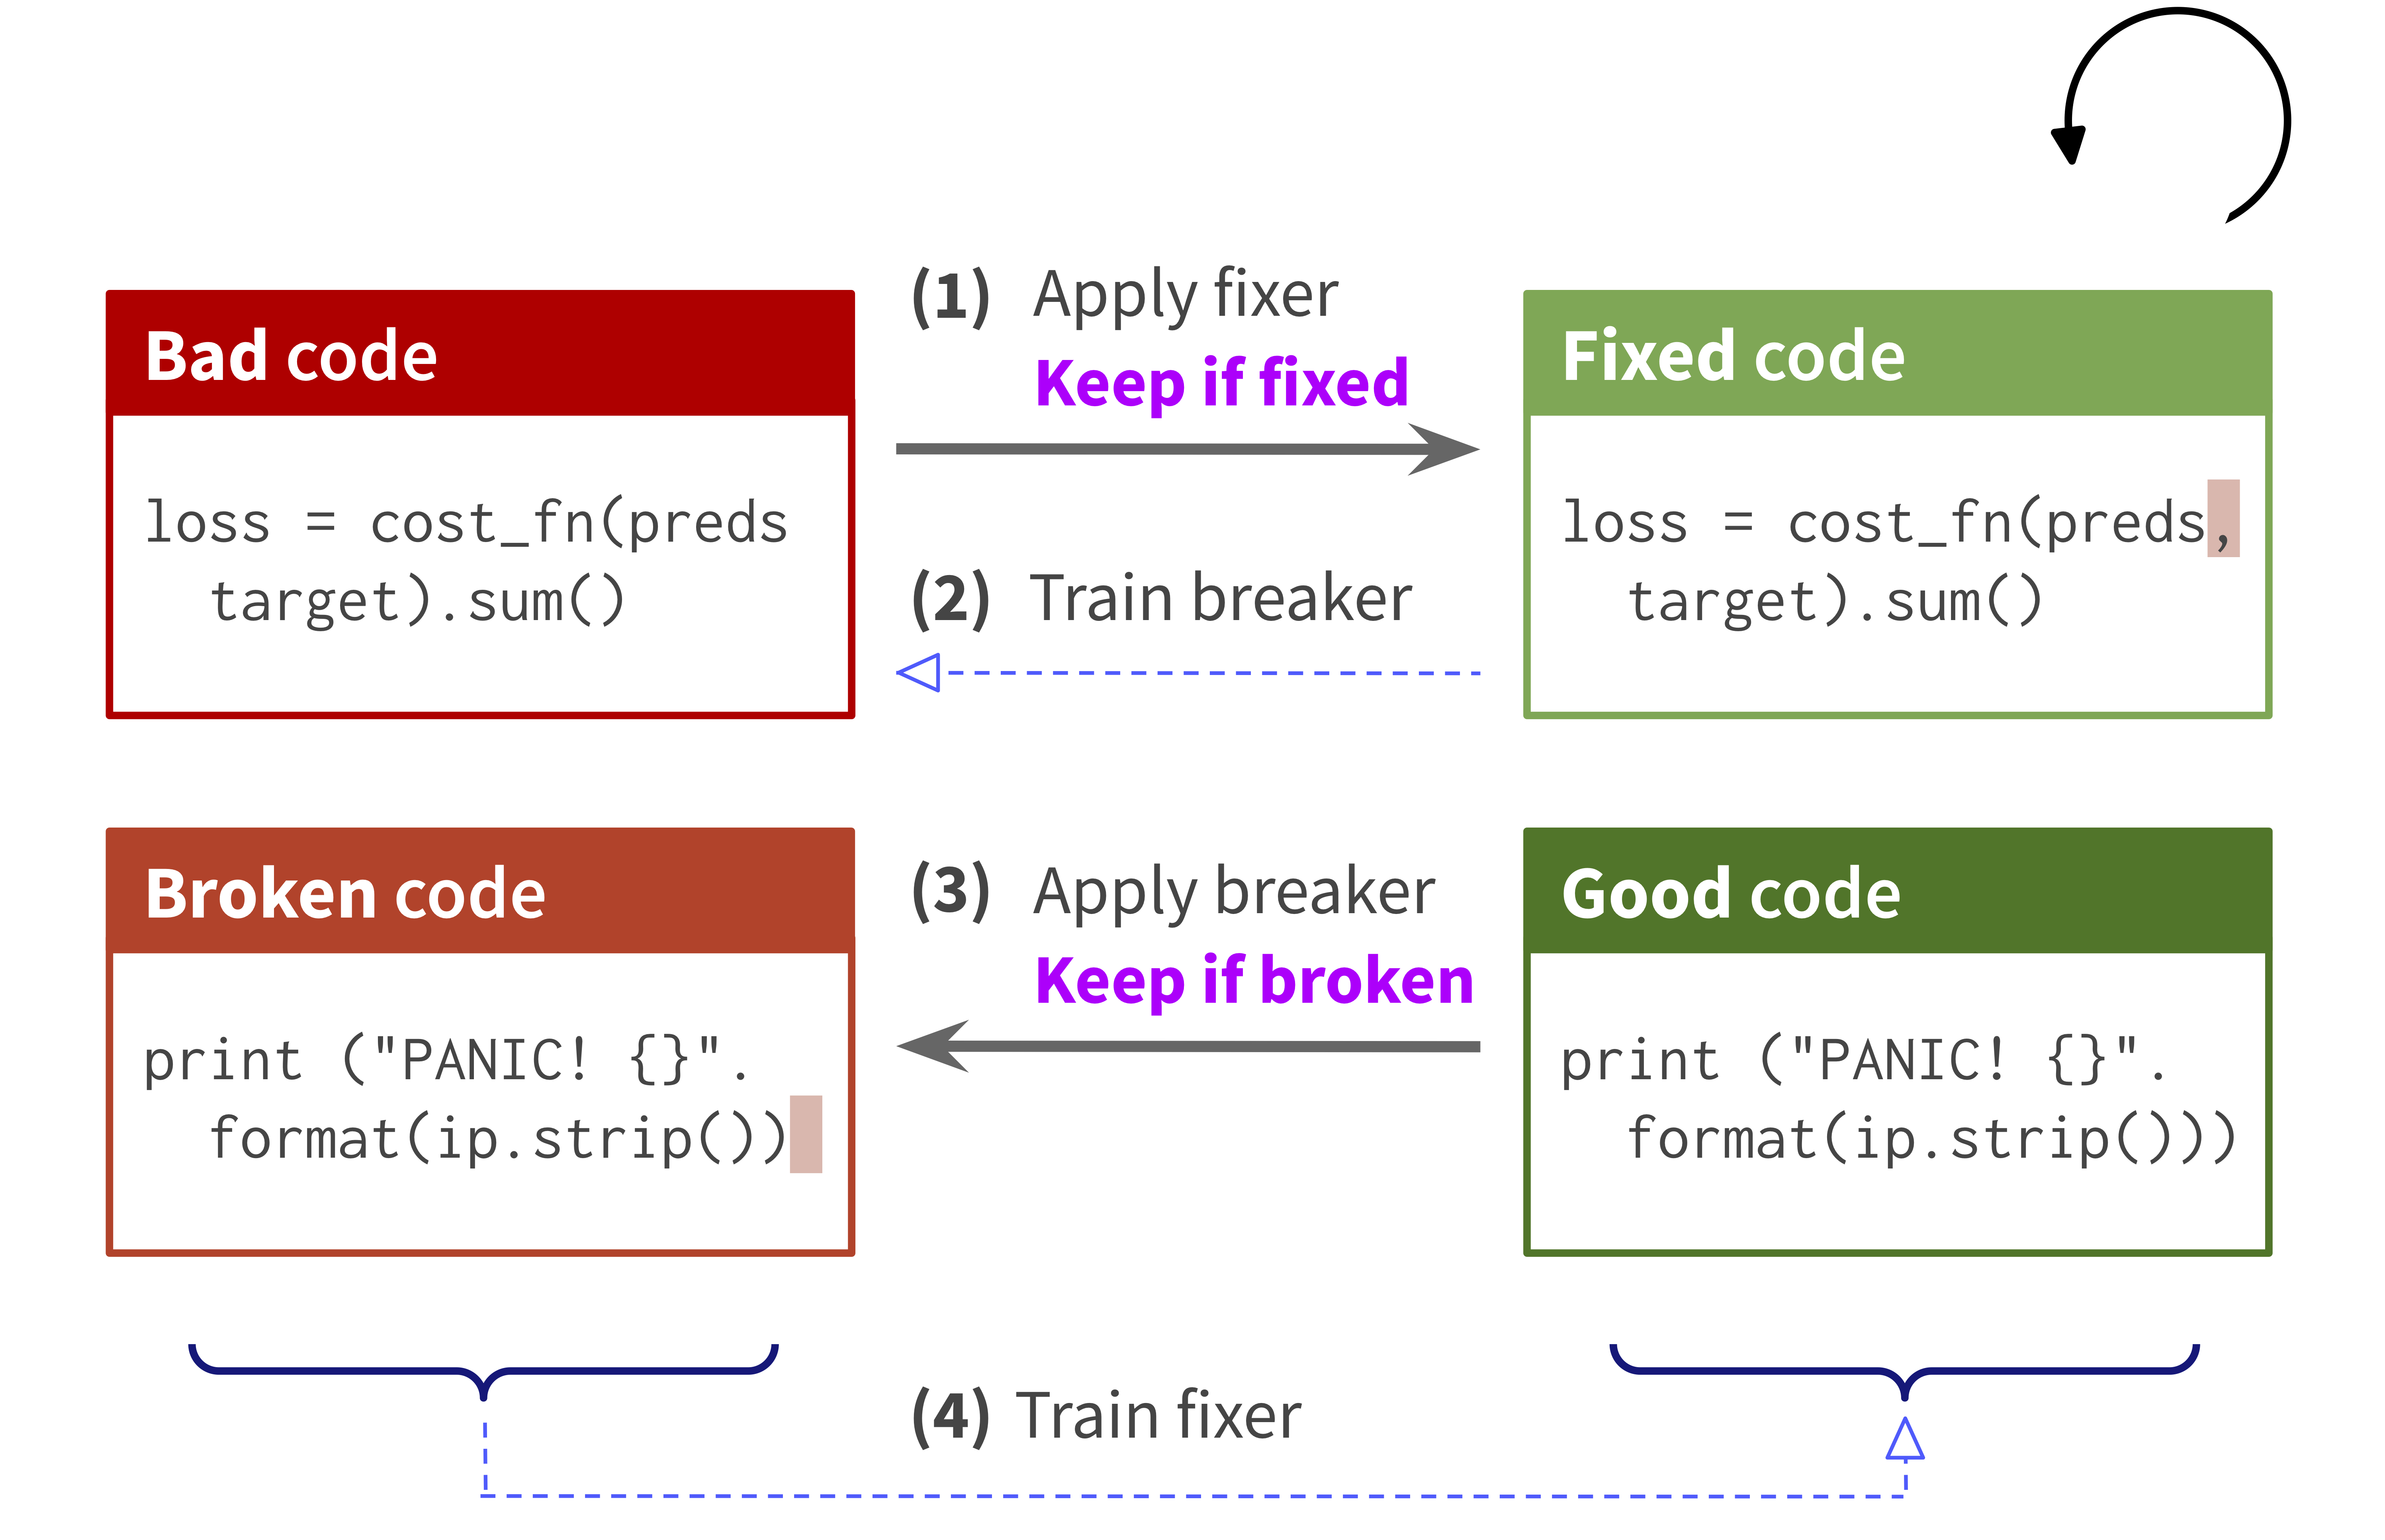 (1) Apply fixer
Keep if fixed
Bad code
loss = cost_fn(preds
target).sum()
Fixed code
loss = cost_fn(preds,
target).sum()
(2) Train breaker
(3) Apply breaker
Keep if broken
Broken code
print ("PANIC! {}".
format(ip.strip())
Good code
print ("PANIC! {}".
format(ip.strip()))
(4) Train fixer